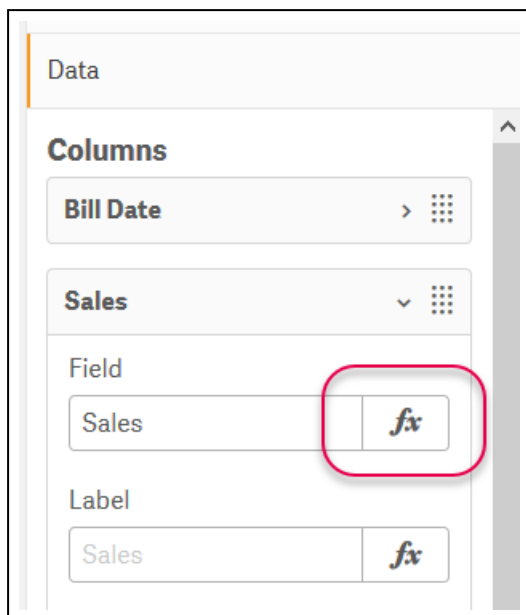 Data
Columns
Bill Date
Sales
Field
Sales fx
Label
Sales fx